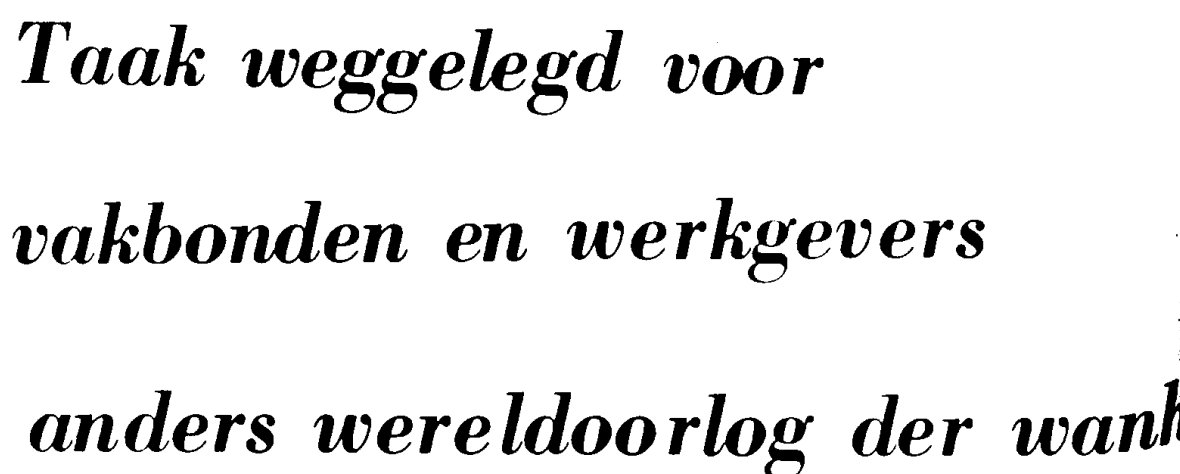 Taak weggelegd voor
vakbonden en werkgevers
anders wereldoorlog der